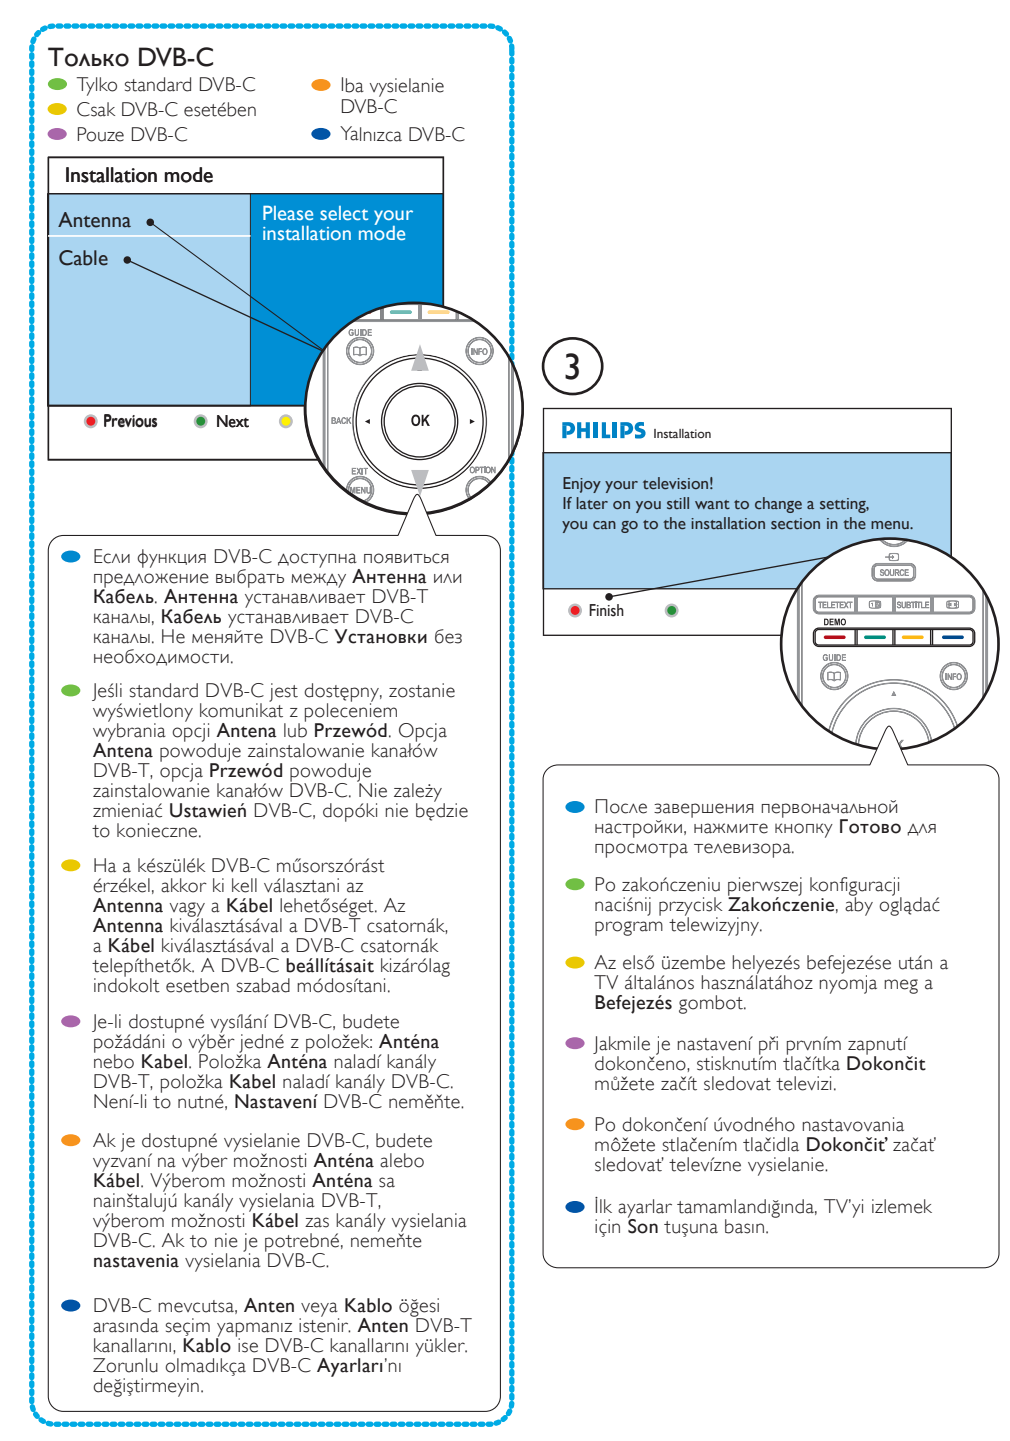 Только DVB-C
Tylko standard DVB-C
Csak DVB-C esetében
Pouze DVB-C
Iba vysielanie
DVB-C
Yalnızca DVB-C
Installation mode
Antenna
Cable
Please select your
installation mode
Previous
Next
GUIDE
INFO
BACK
OK
EXIT
MENU
OPTION
Если функция DVB-C доступна появиться
предложение выбрать между Антенна или
Кабель. Антенна устанавливает DVB-T
каналы, Кабель устанавливает DVB-C
каналы. Не меняйте DVB-C Установки без
необходимости.
Jeśli standard DVB-C jest dostępny, zostanie
wyświetlony komunikat z poleceniem
wybrania opcji Antena lub Przewód. Opcja
Antena powoduje zainstalowanie kanałów
DVB-T, opcja Przewód powoduje
zainstalowanie kanałów DVB-C. Nie zależy
zmieniać Ustawień DVB-C, dopóki nie będzie
to konieczne.
Ha a készülék DVB-C műsorszórást
érzékel, akkor ki kell választani az
Antenna vagy a Kábel lehetőséget. Az
Antenna kiválasztásával a DVB-T csatornák,
a Kábel kiválasztásával a DVB-C csatornák
telepíthetők. A DVB-C beállításait kizárólag
indokolt esetben szabad módosítani.
Je-li dostupné vysílání DVB-C, budete
požádáni o výběr jedné z položek: Anténa
nebo Kabel. Položka Anténa naladí kanály
DVB-T, položka Kabel naladí kanály DVB-C.
Není-li to nutné, Nastavení DVB-C neměňte.
Ak je dostupné vysielanie DVB-C, budete
vyzvaní na výber možnosti Anténa alebo
Kábel. Výberom možnosti Anténa sa
nainštalujú kanály vysielania DVB-T,
výberom možnosti Kábel zas kanály vysielania
DVB-C. Ak to nie je potrebné, nemeňte
nastavenia vysielania DVB-C.
DVB-C mevcutsa, Anten veya Kablo öğesi
arasında seçim yapmanız istenir. Anten DVB-T
kanallarını, Kablo ise DVB-C kanallarını yükler.
Zorunlu olmadıkça DVB-C Ayarları'nı
değiştirmeyin.
3
PHILIPS Installation
Enjoy your television!
If later on you still want to change a setting,
you can go to the installation section in the menu.
Finish
SOURCE
TELETEXT
SUBTITLE
DEMO
GUIDE
INFO
После завершения первоначальной
настройки, нажмите кнопку Готово для
просмотра телевизора.
Po zakończeniu pierwszej konfiguracji
naciśnij przycisk Zakończenie, aby oglądać
program telewizyjny.
Az első üzembe helyezés befejezése után a
TV általános használatához nyomja meg a
Befejezés gombot.
Jakmile je nastavení při prvním zapnutí
dokončeno, stisknutím tlačítka Dokončit
můžete začít sledovat televizi.
Po dokončení úvodného nastavovania
môžete stlačením tlačidla Dokončiť začať
sledovať televízne vysielanie.
İlk ayarlar tamamlandığında, TV'yi izlemek
için Son tuşuna basın.